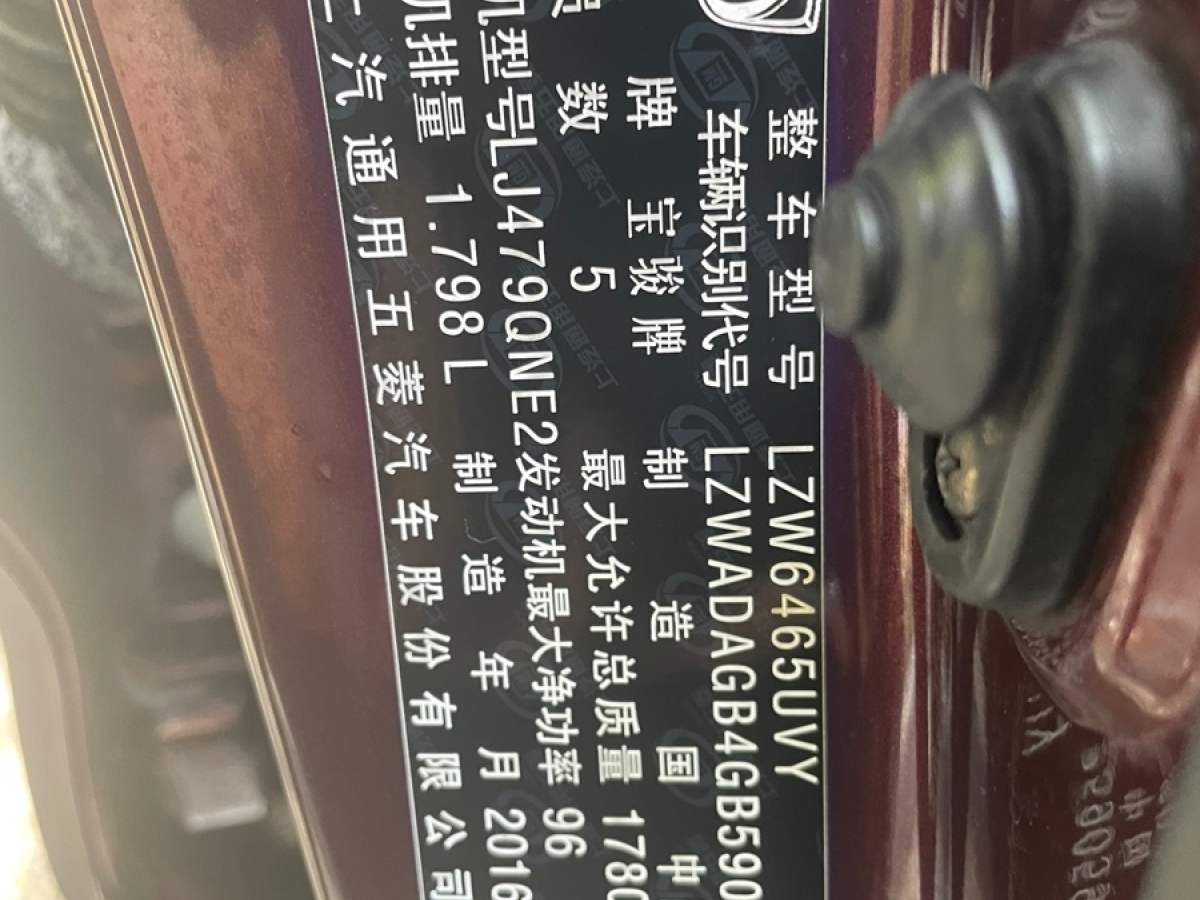 整车型号 LZW6465UVY
车辆识别代号 LZWADAGB4GB590
牌 宝骏牌 制造国 中
员数 5 最大允许总质量 1780
机型号LJ479QNE2发动机最大净功率 96
机排量 1.798L 制造年月 2016
汽通用五菱汽车股份有限公司